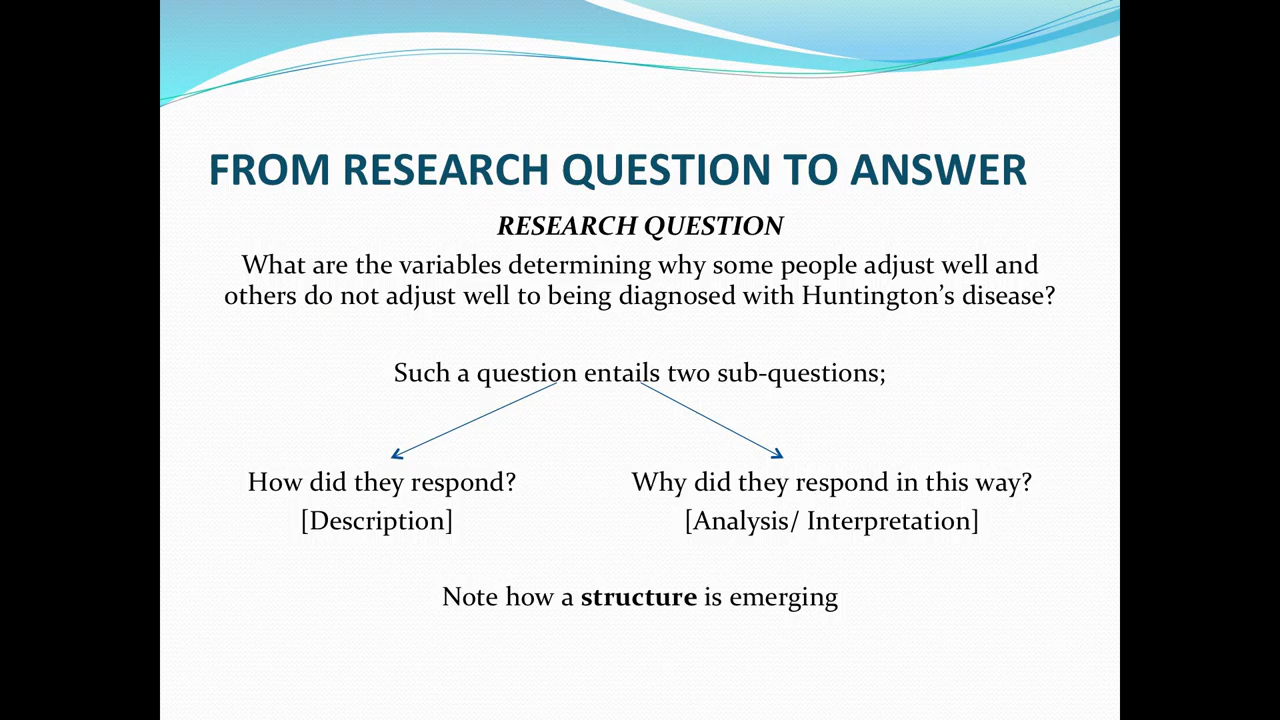 FROM RESEARCH QUESTION TO ANSWER
RESEARCH QUESTION
What are the variables determining why some people adjust well and
others do not adjust well to being diagnosed with Huntington’s disease?
Such a question entails two sub-questions;
How did they respond? Why did they respond in this way?
[Description] [Analysis/ Interpretation]
Note how a structure is emerging